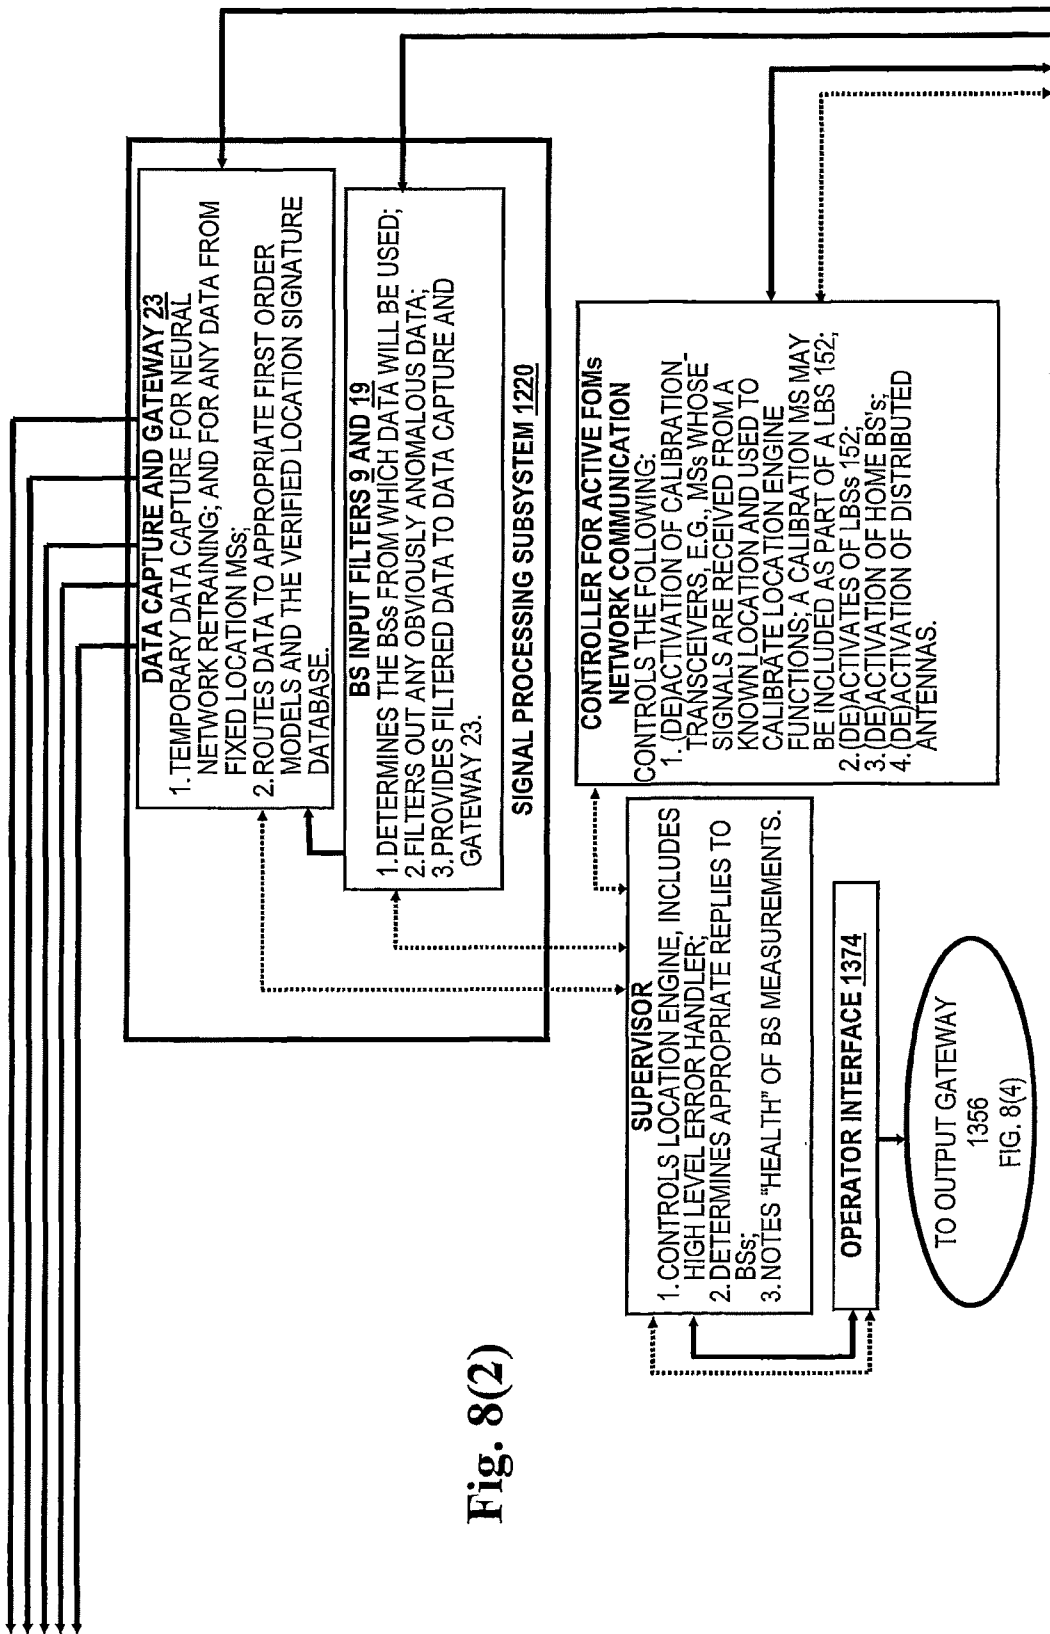 DATA CAPTURE AND GATEWAY 23
1. TEMPORARY DATA CAPTURE FOR NEURAL
NETWORK RETRAINING; AND FOR ANY DATA FROM
FIXED LOCATION MSs;
2. ROUTES DATA TO APPROPRIATE FIRST ORDER
MODELS AND THE VERIFIED LOCATION SIGNATURE
DATABASE.
BS INPUT FILTERS 9 AND 19
1.DETERMINES THE BSs FROM WHICH DATA WILL BE USED;
2.FILTERS OUT ANY OBVIOUSLY ANOMALOUS DATA;
3.PROVIDES FILTERED DATA TO DATA CAPTURE AND
GATEWAY 23.
SIGNAL PROCESSING SUBSYSTEM 1220
CONTROLLER FOR ACTIVE FOMs
NETWORK COMMUNICATION
CONTROLS THE FOLLOWING:
1. (DE)ACTIVATION OF CALIBRATION
TRANSCEIVERS, E.G., MSs WHOSE
SIGNALS ARE RECEIVED FROM A
KNOWN LOCATION AND USED TO
CALIBRATE LOCATION ENGINE
FUNCTIONS; A CALIBRATION MS MAY
BE INCLUDED AS PART OF A LBS 152;
2. (DE)ACTIVATES OF LBSs 152;
3. (DE)ACTIVATION OF HOME BS's;
4. (DE)ACTIVATION OF DISTRIBUTED
ANTENNAS.
SUPERVISOR
1. CONTROLS LOCATION ENGINE, INCLUDES
HIGH LEVEL ERROR HANDLER;
2. DETERMINES APPROPRIATE REPLIES TO
BSs;
3. NOTES "HEALTH" OF BS MEASUREMENTS.
OPERATOR INTERFACE 1374
TO OUTPUT GATEWAY
1356
FIG. 8(4)
Fig. 8(2)